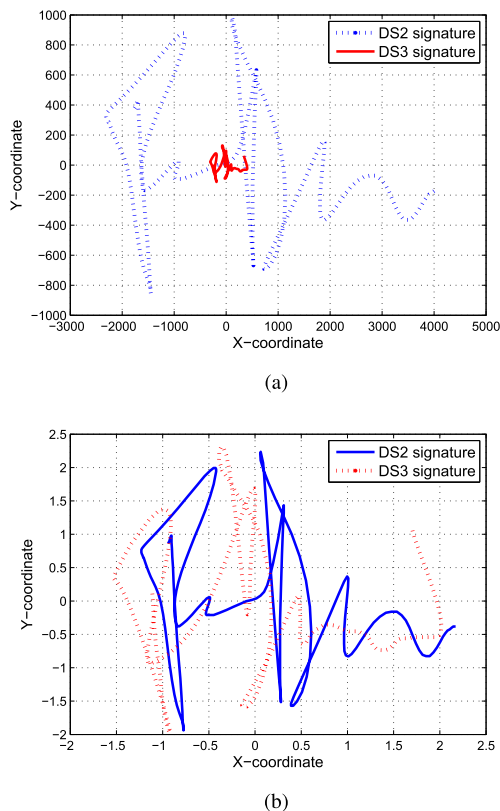 1000
800
600
400
200
0
−200
−400
−600
−800
−1000
Y−coordinate
DS2 signature
DS3 signature
−3000 −2000 −1000 0 1000 2000 3000 4000 5000
X−coordinate
(a)
2.5
2
1.5
1
0.5
0
−0.5
−1
−1.5
−2
Y−coordinate
DS2 signature
DS3 signature
−2 −1.5 −1 −0.5 0 0.5 1 1.5 2 2.5
X−coordinate
(b)